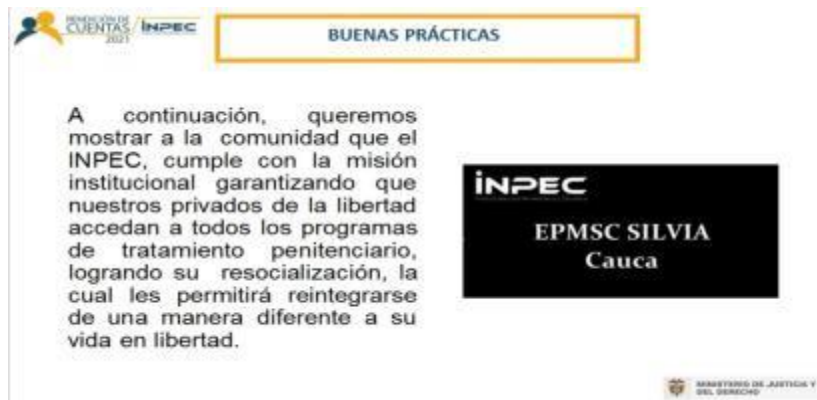 RENDICIÓN DE
CUENTAS
2021
INPEC
BUENAS PRÁCTICAS
A continuación, queremos
mostrar a la comunidad que el
INPEC, cumple con la misión
institucional garantizando que
nuestros privados de la libertad
accedan a todos los programas
de tratamiento penitenciario,
logrando su resocialización, la
cual les permitirá reintegrarse
de una manera diferente a su
vida en libertad.
INPEC
EPMSC SILVIA
Cauca
MINISTERIO DE JUSTICIA Y
DEL DERECHO